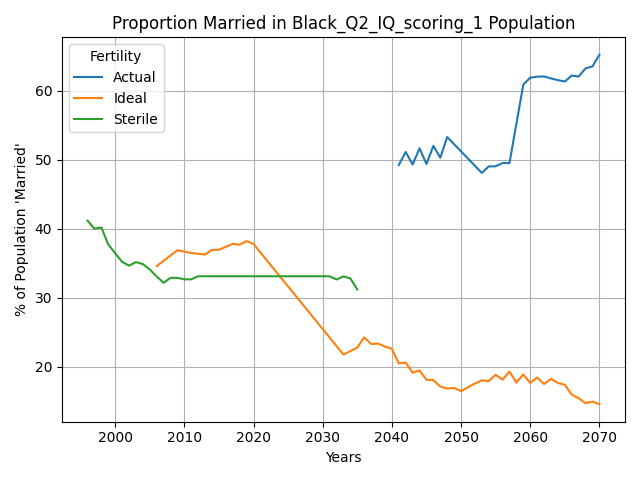 Proportion Married in Black_Q2_IQ_scoring_1 Population
Fertility
Actual
Ideal
Sterile
% of Population 'Married'
60
50
40
30
20
2000
2010
2020
2030
2040
2050
2060
2070
Years